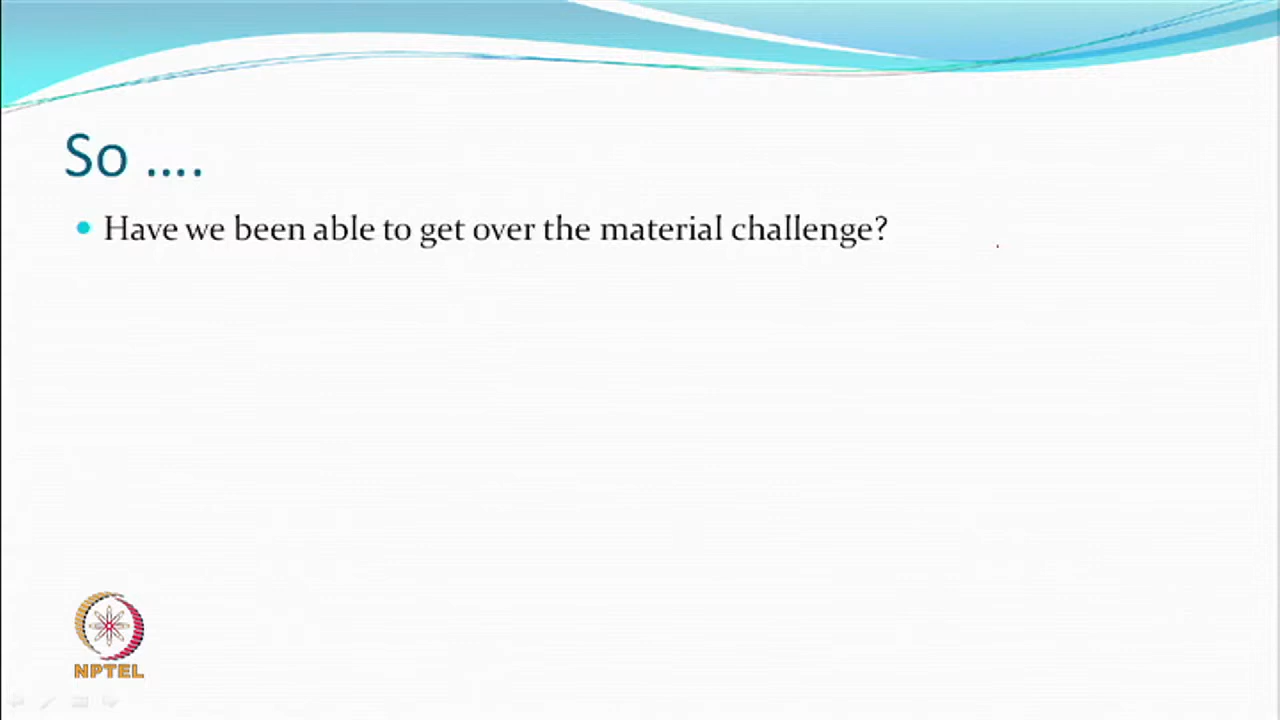 So ....
Have we been able to get over the material challenge?
NPTEL